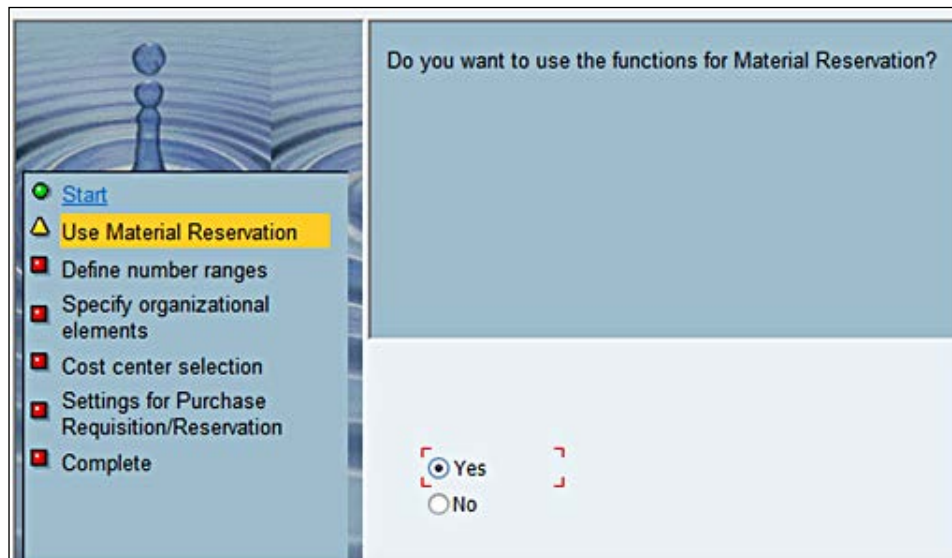 Do you want to use the functions for Material Reservation?
Start
Use Material Reservation
Define number ranges
Specify organizational
elements
Cost center selection
Settings for Purchase
Requisition/Reservation
Complete
Yes
No